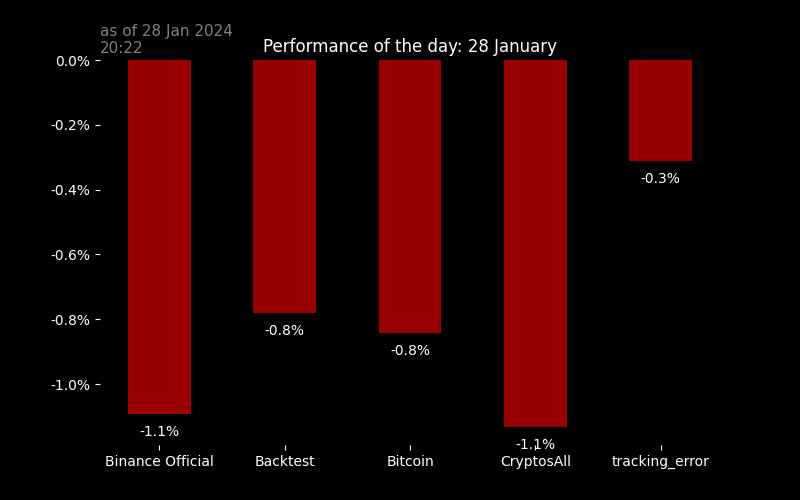 as of 28 Jan 2024
20:22
Performance of the day: 28 January
0.0%
-0.2%
-0.4%
-0.6%
-0.8%
-1.0%
-1.1%
-0.8%
-0.8%
-1.1%
-0.3%
Binance Official
Backtest
Bitcoin
CryptosAll
tracking_error